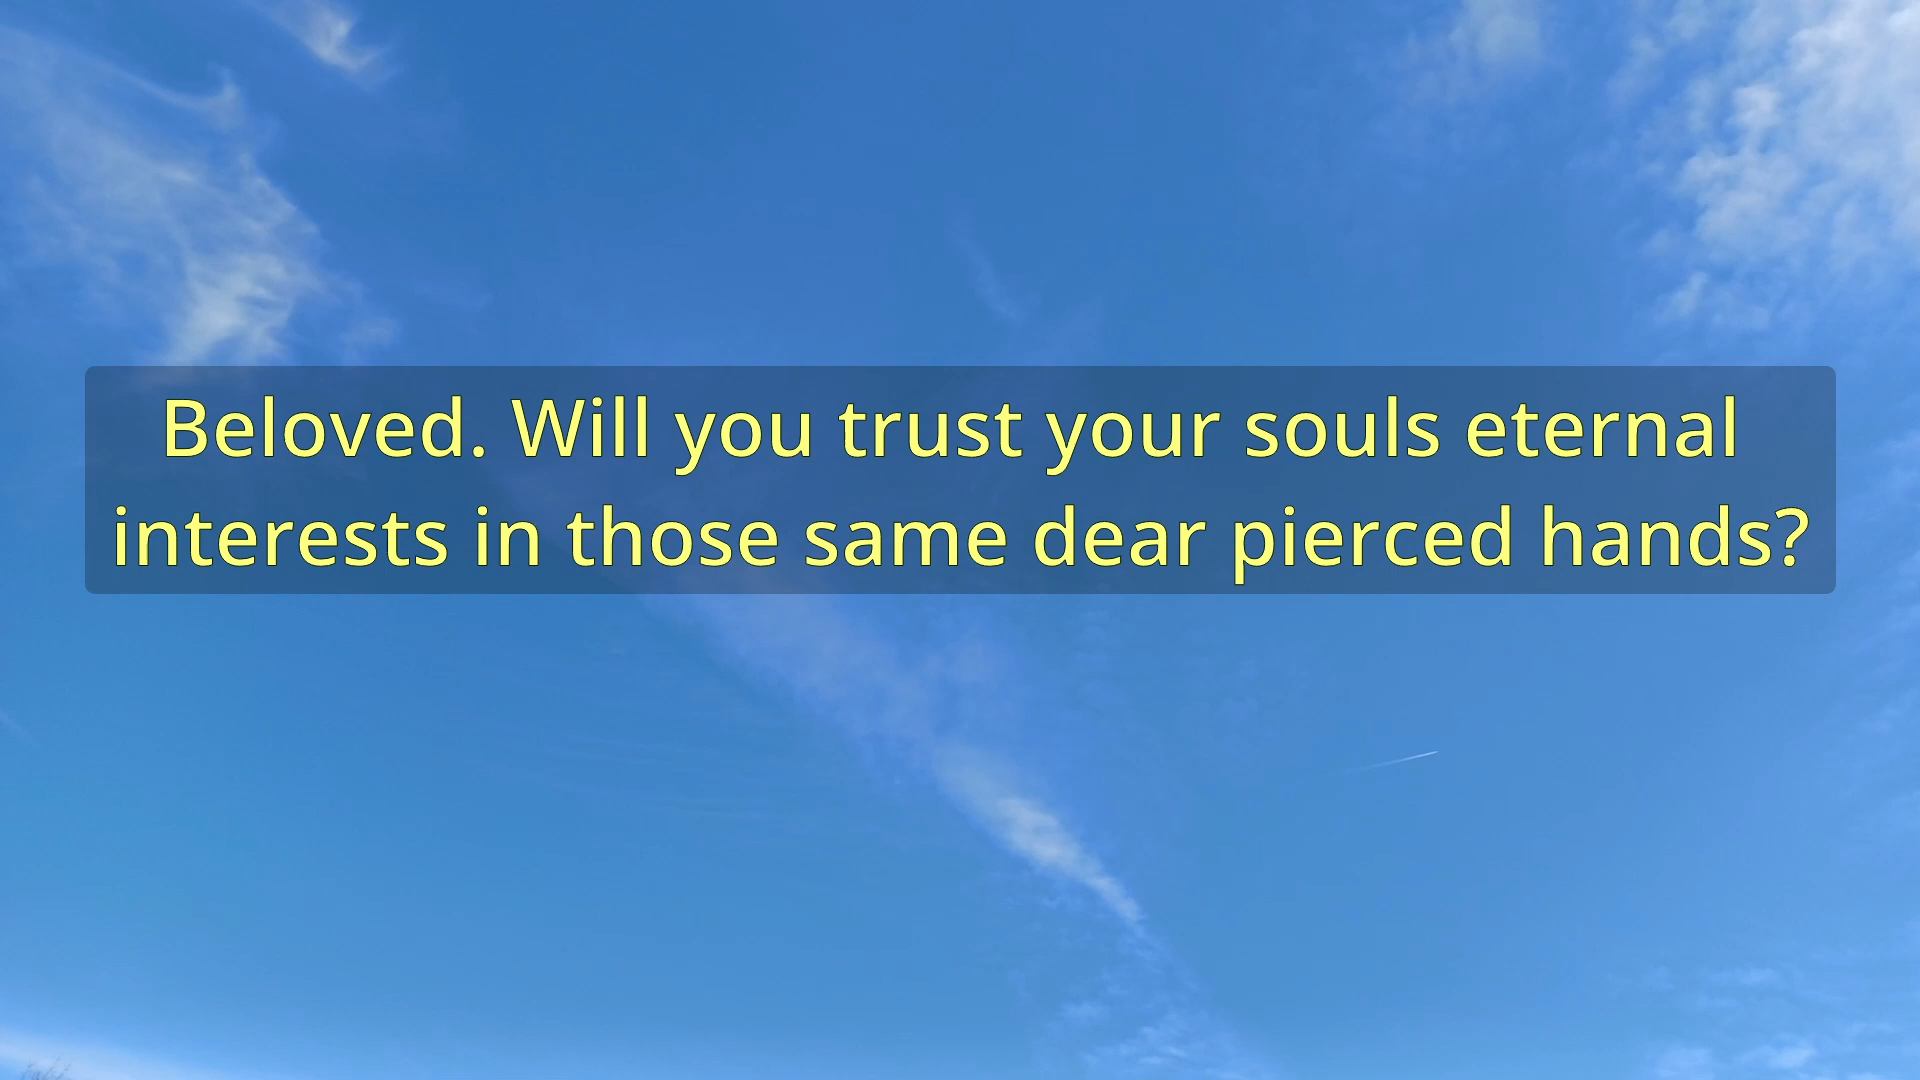 Beloved. Will you trust your souls eternal
interests in those same dear pierced hands?